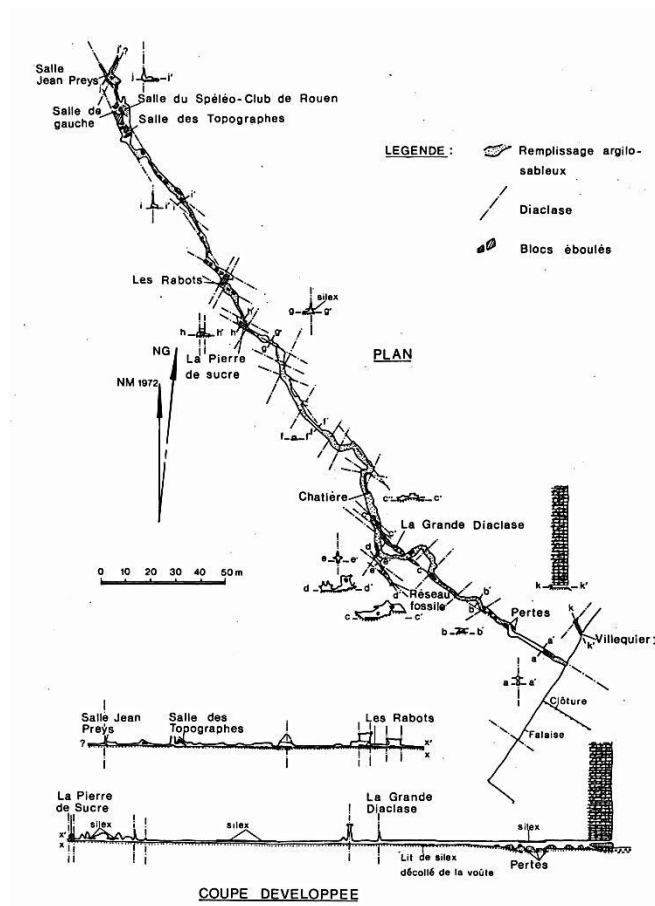 Salle
Jean Preys
j'?
j
j
j'
Salle du Spéléo-Club de Rouen
Salle de
gauche
Salle des Topographes
LEGENDE :
Remplissage argilo-
sableux
Diaclase
Blocs éboulés
i
i'
i
i'
Les Rabots
silex
g
g'
h
h'
h
h'
g
g'
NG
La Pierre
de sucre
PLAN
NM 1972
f
f'
f
f'
Chatière
c'
c'
La Grande Diaclase
e
e'
d
e
e'
c
d
d'
d'
Réseau
fossile
c
c'
b
b'
b
b'
Pertes
k
k'
k
k'
Villequier 1
a
a'
a
a'
0 10 20 30 40 50 m
Clôture
Falaise
Salle Jean
Preys
Salle des
Topographes
Les Rabots
?
x'
x
La Pierre
de Sucre
silex
silex
La Grande
Diaclase
silex
x'
x
Lit de silex
décollé de la voûte
Pertes
COUPE DEVELOPPEE